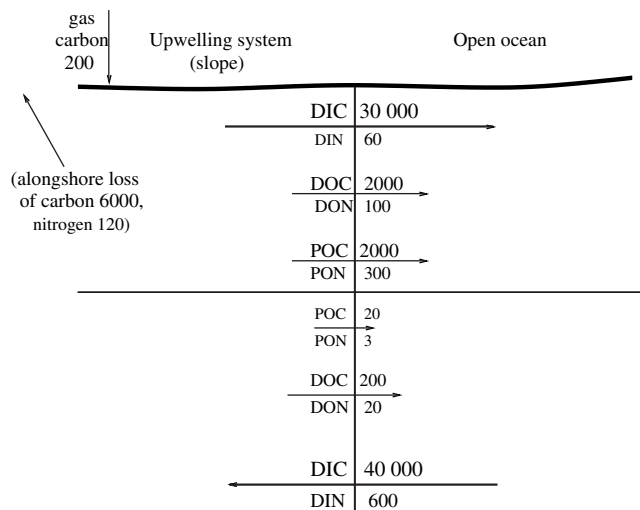 gas
carbon
200
Upwelling system
(slope)
Open ocean
(alongshore loss
of carbon 6000,
nitrogen 120)
DIC 30 000
DIN 60
DOC 2000
DON 100
POC 2000
PON 300
POC 20
PON 3
DOC 200
DON 20
DIC 40 000
DIN 600